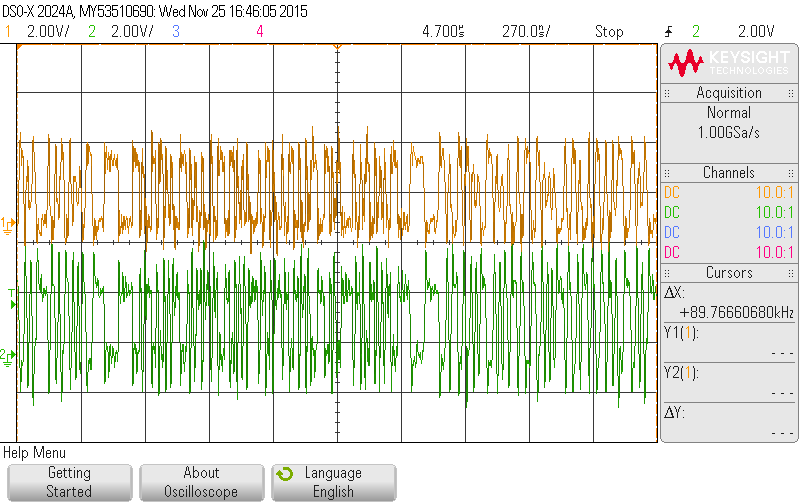 DSO-X 2024A, MY53510690: Wed Nov 25 16:46:05 2015
1 2.00V/ 2 2.00V/ 3 4 4.700s 270.0s/ Stop 2 2.00V
KEYSIGHT
TECHNOLOGIES
Acquisition
Normal
1.00GSa/s
Channels
DC 10.0:1
DC 10.0:1
DC 10.0:1
DC 10.0:1
Cursors
ΔX:
+89.76660680kHz
Y1(1):
- - -
Y2(1):
- - -
ΔY:
- - -
1
T
2
Help Menu
Getting
Started
About
Oscilloscope
Language
English